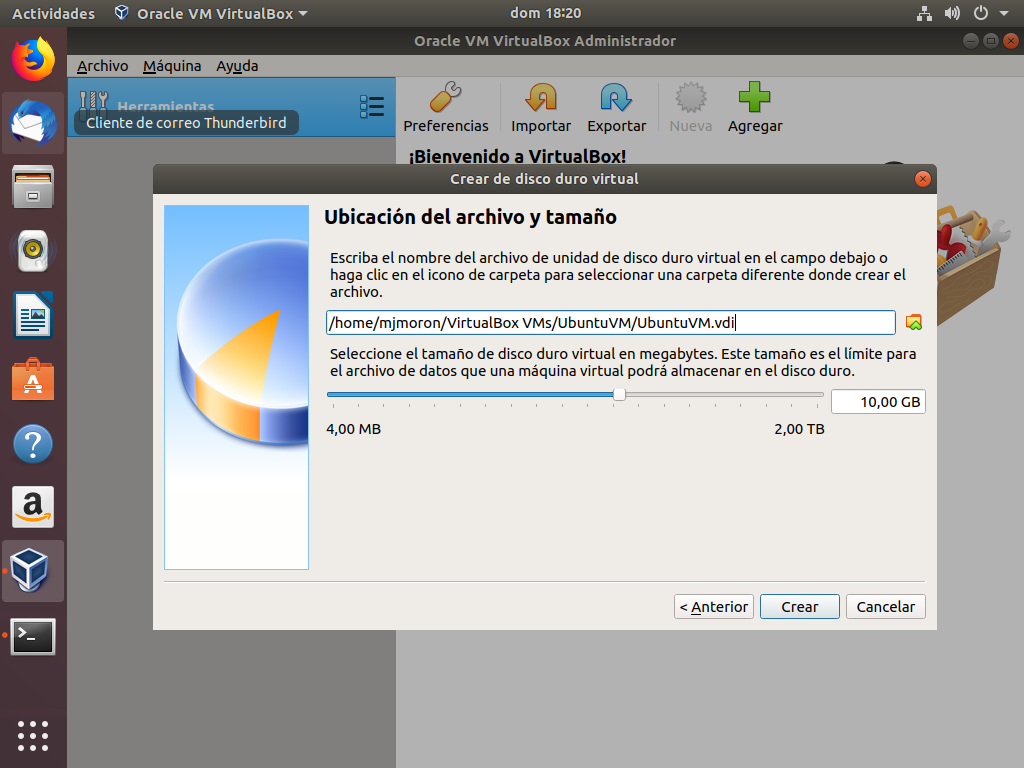 Actividades Oracle VM VirtualBox dom 18:20
Oracle VM VirtualBox Administrador
Archivo Máquina Ayuda
Herramientas
Cliente de correo Thunderbird
Preferencias Importar Exportar Nueva Agregar
¡Bienvenido a VirtualBox!
Crear de disco duro virtual
Ubicación del archivo y tamaño
Escriba el nombre del archivo de unidad de disco duro virtual en el campo debajo o
haga clic en el icono de carpeta para seleccionar una carpeta diferente donde crear el
archivo.
/home/mjmoron/VirtualBox VMs/UbuntuVM/UbuntuVM.vdi
Seleccione el tamaño de disco duro virtual en megabytes. Este tamaño es el límite para
el archivo de datos que una máquina virtual podrá almacenar en el disco duro.
10,00 GB
4,00 MB 2,00 TB
< Anterior Crear Cancelar